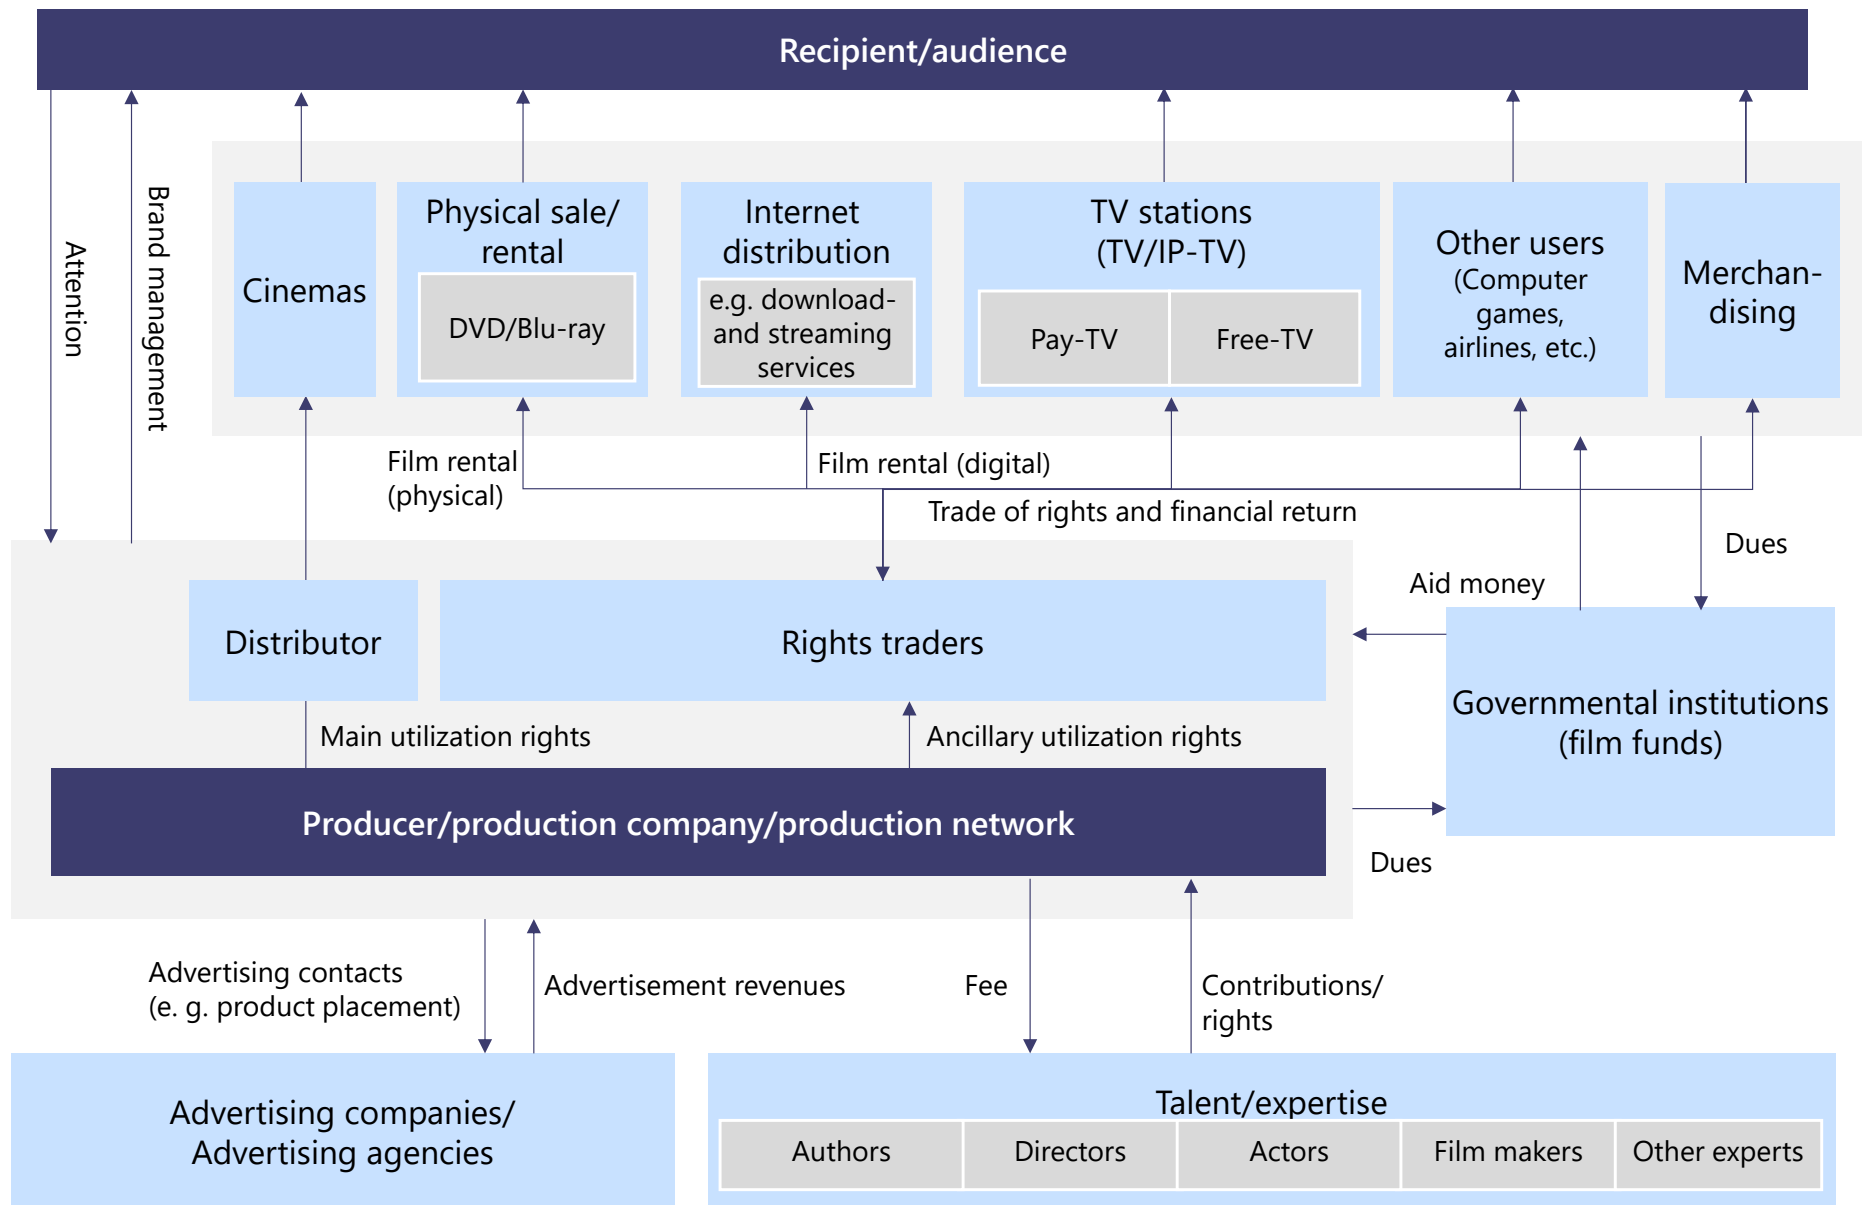 Recipient/audience
Attention
Brand management
Cinemas
Physical sale/
rental
DVD/Blu-ray
Internet
distribution
e.g. download-
and streaming
services
TV stations
(TV/IP-TV)
Pay-TV
Free-TV
Other users
(Computer
games,
airlines, etc.)
Merchan-
dising
Film rental
(physical)
Film rental (digital)
Trade of rights and financial return
Dues
Aid money
Distributor
Rights traders
Governmental institutions
(film funds)
Main utilization rights
Ancillary utilization rights
Producer/production company/production network
Dues
Advertising contacts
(e. g. product placement)
Advertisement revenues
Fee
Contributions/
rights
Advertising companies/
Advertising agencies
Talent/expertise
Authors
Directors
Actors
Film makers
Other experts